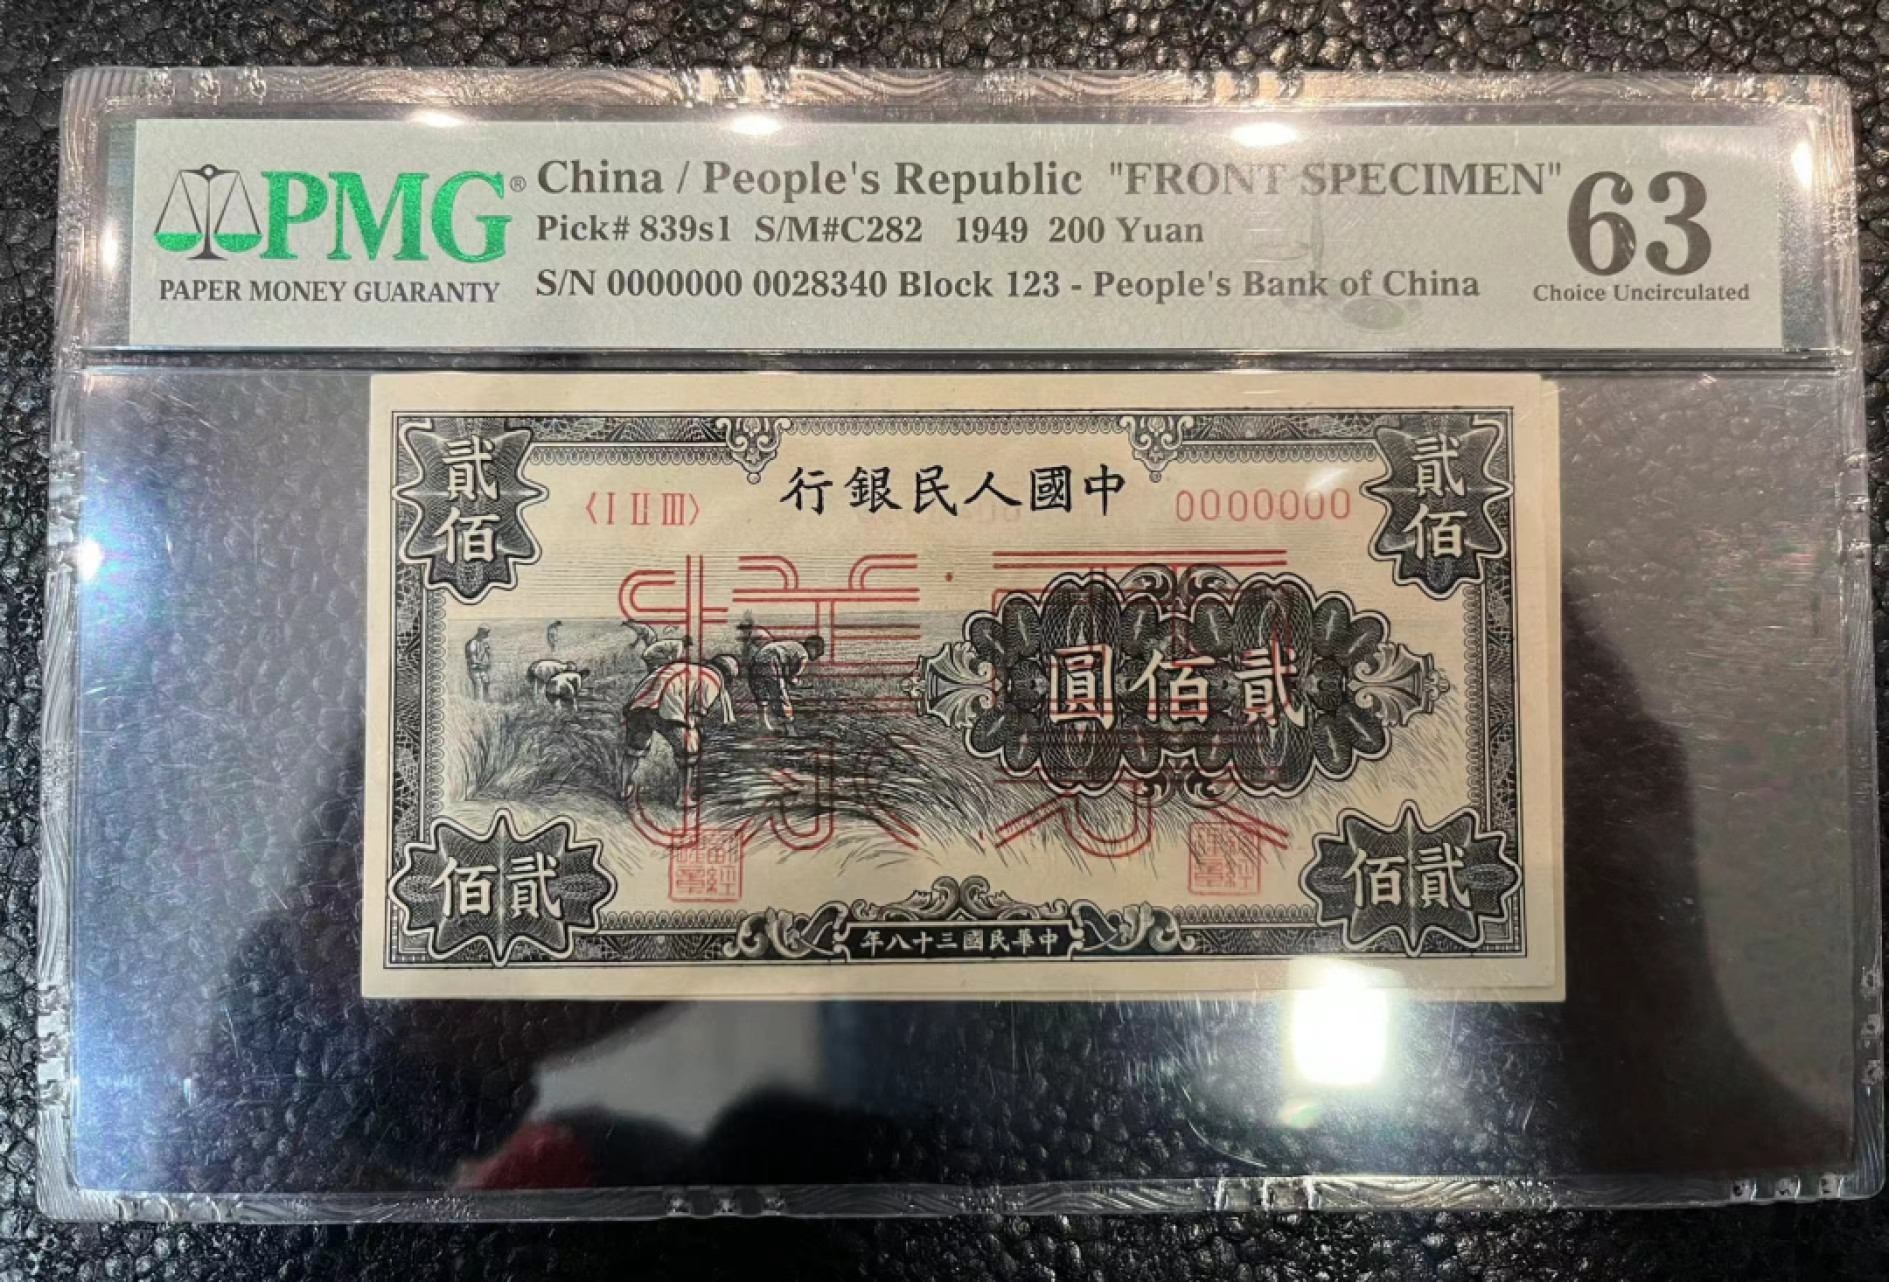 PMG® China / People's Republic "FRONT SPECIMEN" 63
Pick# 839s1 S/M#C282 1949 200 Yuan
PAPER MONEY GUARANTY S/N 0000000 0028340 Block 123 - People's Bank of China Choice Uncirculated
貳佰
行銀民人國中
貳佰
〈I II III〉
0000000
樣票
圓佰貳
佰貳
佰貳
年八十三國民華中